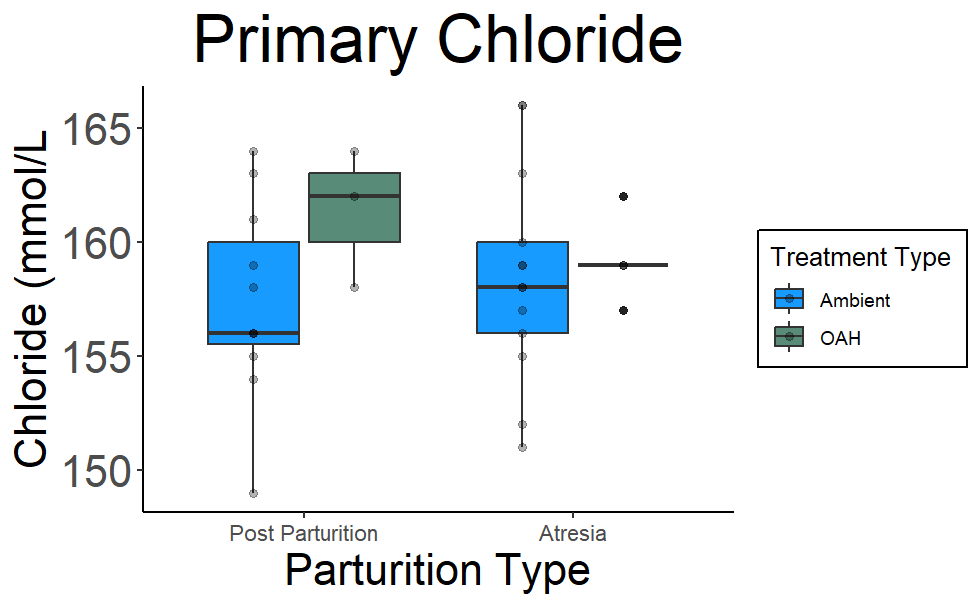 Primary Chloride
Chloride (mmol/L
165
160
155
150
Post Parturition
Atresia
Parturition Type
Treatment Type
Ambient
OAH